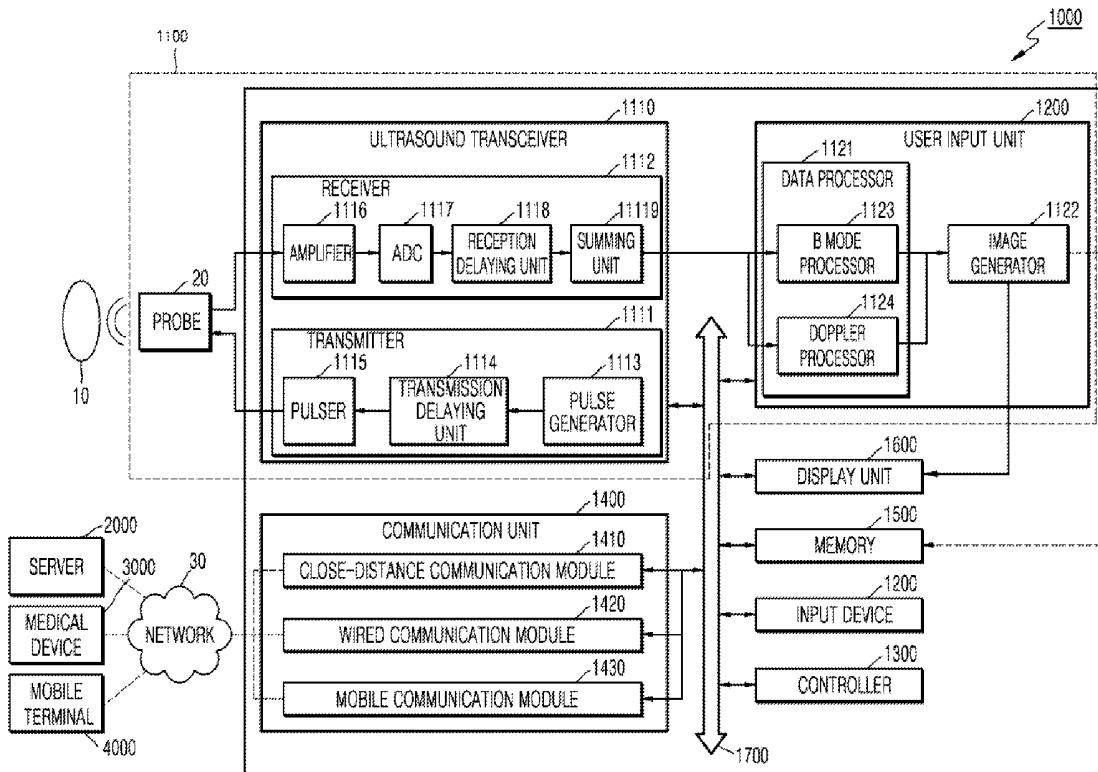 1000
1100
1110
ULTRASOUND TRANSCEIVER
1112
RECEIVER
1116
AMPLIFIER
1117
ADC
1118
RECEPTION
DELAYING UNIT
11119
SUMMING
UNIT
1200
USER INPUT UNIT
1121
DATA PROCESSOR
1123
B MODE
PROCESSOR
1122
IMAGE
GENERATOR
1124
DOPPLER
PROCESSOR
20
PROBE
10
1111
TRANSMITTER
1115
PULSER
1114
TRANSMISSION
DELAYING
UNIT
1113
PULSE
GENERATOR
1600
DISPLAY UNIT
1500
MEMORY
1200
INPUT DEVICE
1300
CONTROLLER
1400
COMMUNICATION UNIT
1410
CLOSE-DISTANCE COMMUNICATION MODULE
1420
WIRED COMMUNICATION MODULE
1430
MOBILE COMMUNICATION MODULE
2000
SERVER
3000
MEDICAL
DEVICE
MOBILE
TERMINAL
4000
30
NETWORK
1700